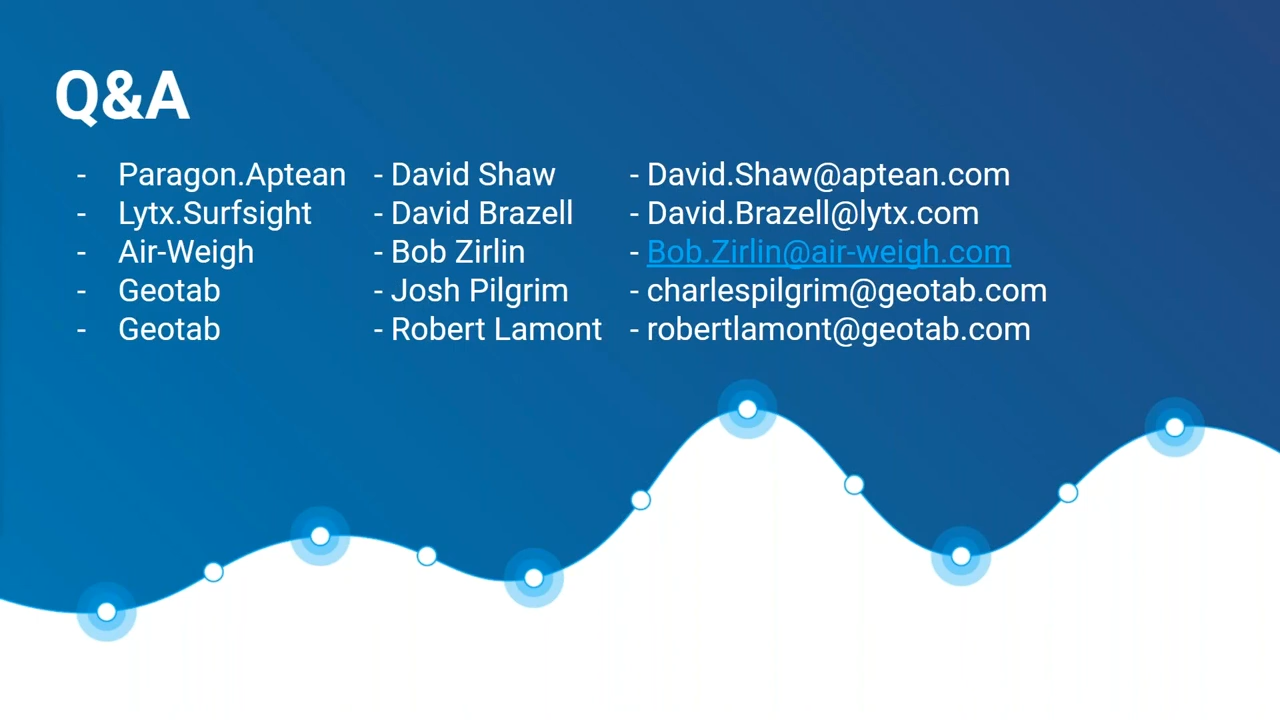 Q&A
- Paragon.Aptean - David Shaw - David.Shaw@aptean.com
- Lytx.Surfsight - David Brazell - David.Brazell@lytx.com
- Air-Weigh - Bob Zirlin - Bob.Zirlin@air-weigh.com
- Geotab - Josh Pilgrim - charlespilgrim@geotab.com
- Geotab - Robert Lamont - robertlamont@geotab.com